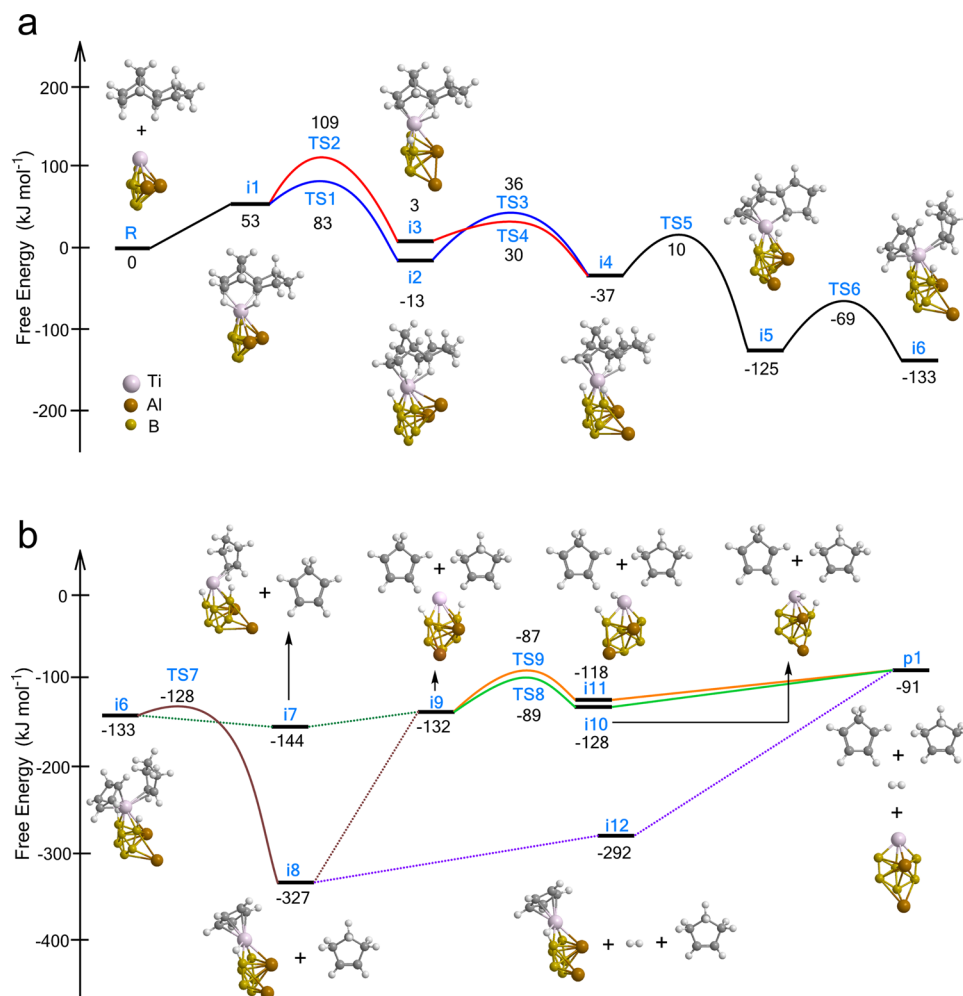 a
Free Energy (kJ mol⁻¹)
200
100
0
-100
-200
+
R
0
i1
53
109
TS2
TS1
83
3
i3
i2
-13
36
TS3
TS4
30
i4
-37
TS5
10
i5
-125
TS6
-69
i6
-133
Ti
Al
B
b
Free Energy (kJ mol⁻¹)
0
-100
-200
-300
-400
i6
-133
TS7
-128
+
i7
-144
+
i9
-132
-87
TS9
TS8
-89
+
-118
i11
i10
-128
+
p1
-91
+
+
i8
-327
+
i12
-292
+ +